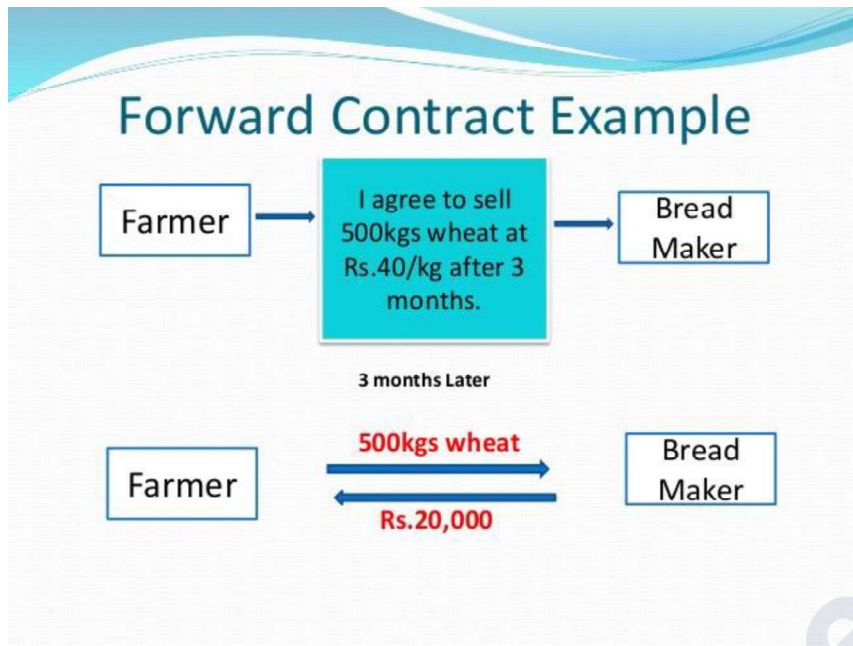 Forward Contract Example
Farmer
I agree to sell
500kgs wheat at
Rs.40/kg after 3
months.
Bread
Maker
3 months Later
Farmer
500kgs wheat
Rs.20,000
Bread
Maker